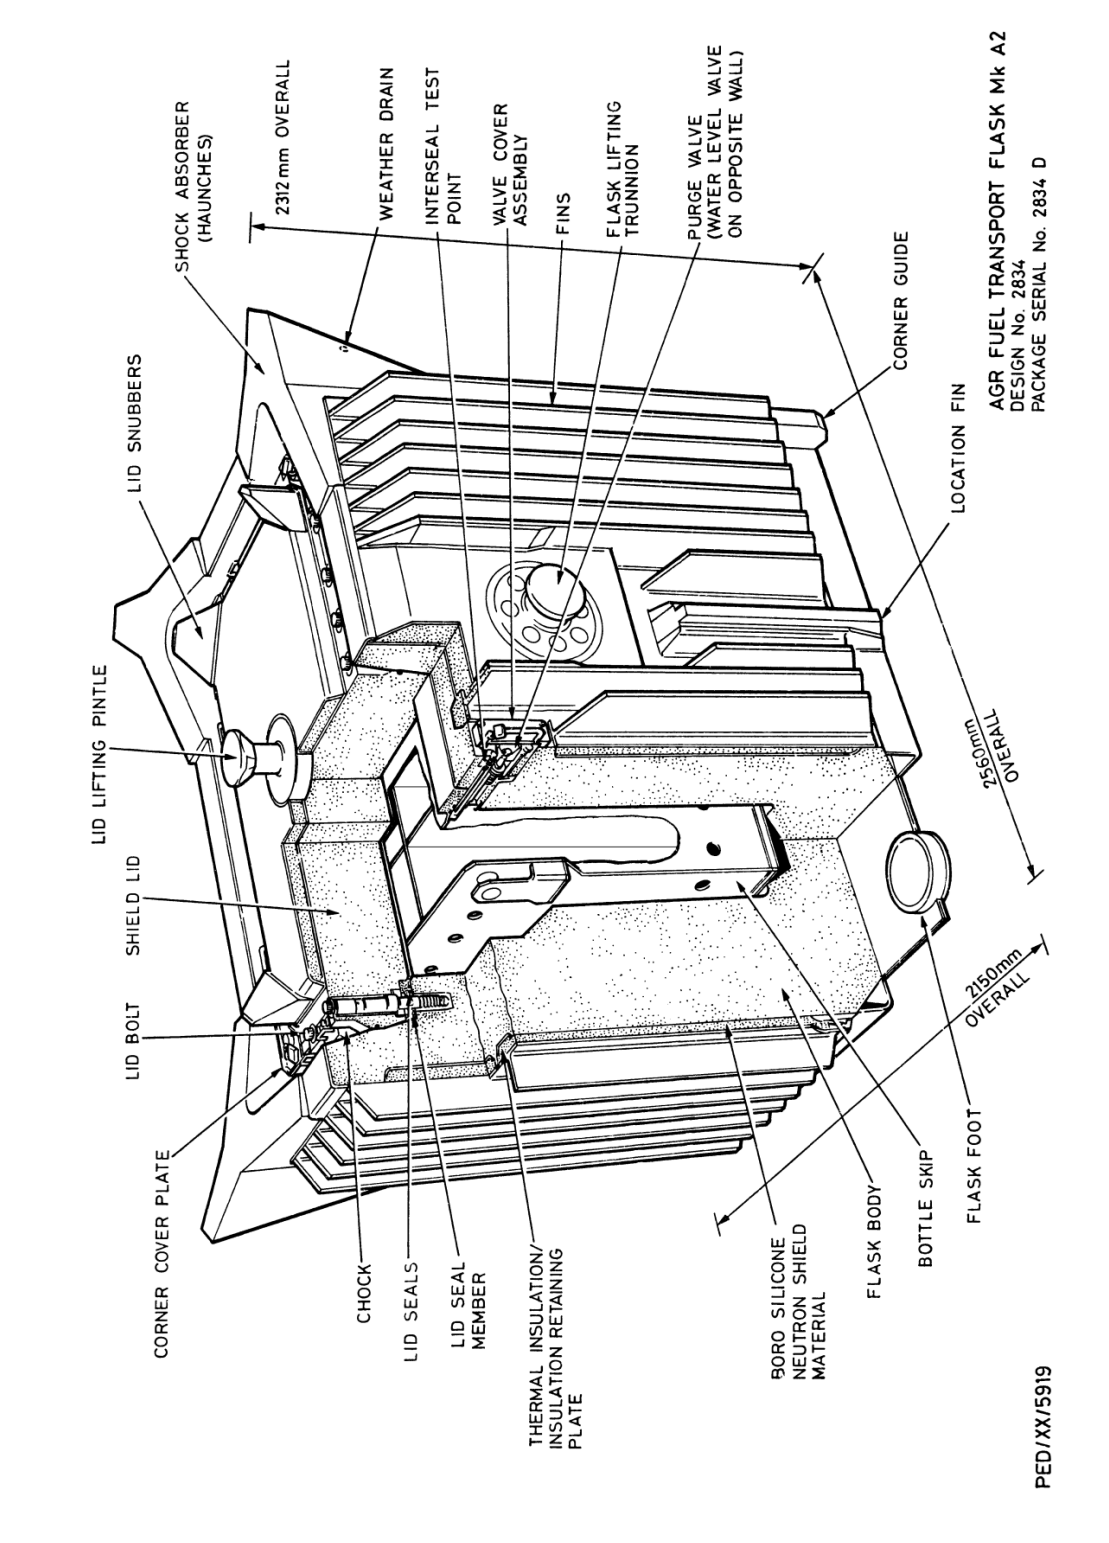 CORNER COVER PLATE
LID BOLT
SHIELD LID
LID LIFTING PINTLE
LID SNUBBERS
SHOCK ABSORBER
(HAUNCHES)
2312 mm OVERALL
WEATHER DRAIN
INTERSEAL TEST
POINT
VALVE COVER
ASSEMBLY
FINS
FLASK LIFTING
TRUNNION
PURGE VALVE
(WATER LEVEL VALVE
ON OPPOSITE WALL)
CORNER GUIDE
LOCATION FIN
CHOCK
LID SEALS
LID SEAL
MEMBER
THERMAL INSULATION/
INSULATION RETAINING
PLATE
BORO SILICONE
NEUTRON SHIELD
MATERIAL
FLASK BODY
BOTTLE SKIP
FLASK FOOT
2150mm
OVERALL
2560mm
OVERALL
AGR FUEL TRANSPORT FLASK Mk A2
DESIGN No. 2834
PACKAGE SERIAL No. 2834 D
PED/XX/5919